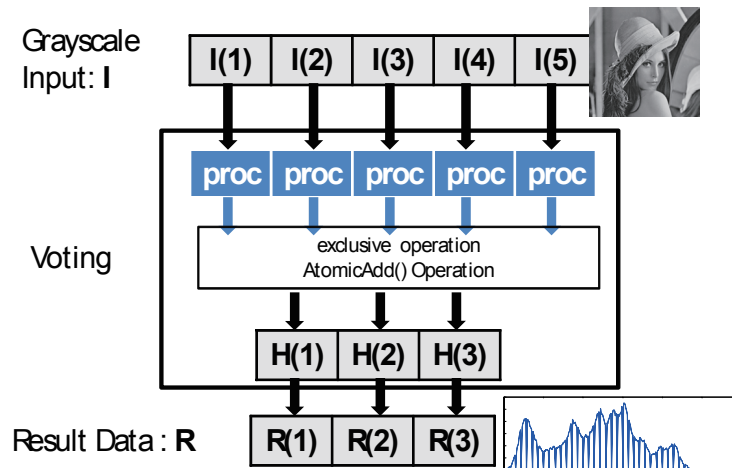 Grayscale
Input: I
I(1) I(2) I(3) I(4) I(5)
proc proc proc proc proc
Voting
exclusive operation
AtomicAdd() Operation
H(1) H(2) H(3)
Result Data : R
R(1) R(2) R(3)